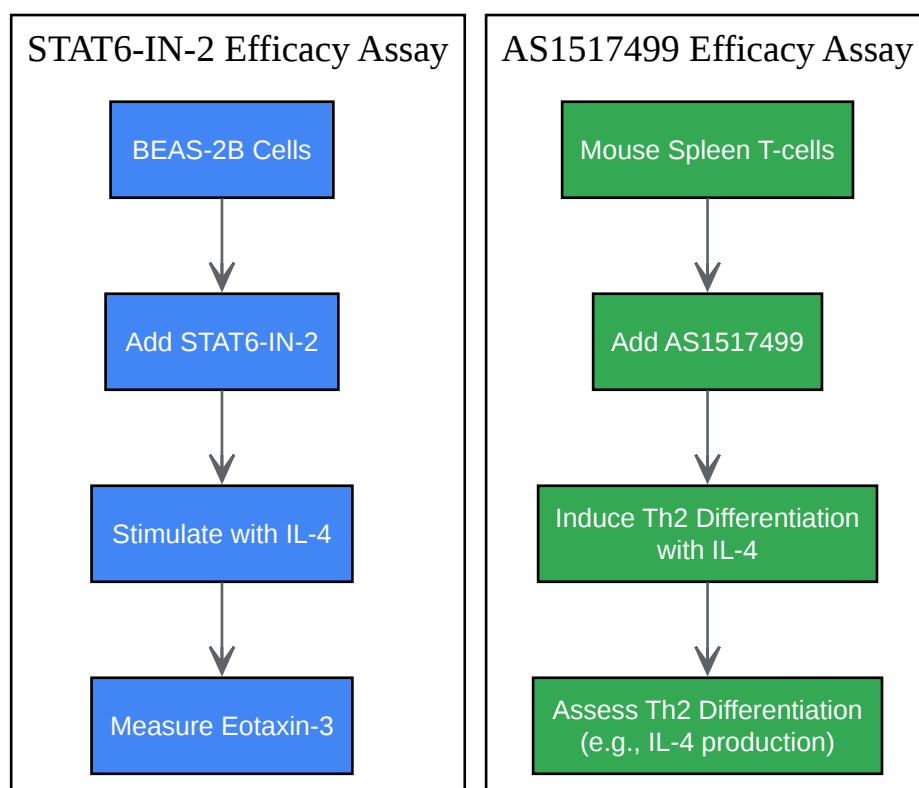 STAT6-IN-2 Efficacy Assay
BEAS-2B Cells
Add STAT6-IN-2
Stimulate with IL-4
Measure Eotaxin-3
AS1517499 Efficacy Assay
Mouse Spleen T-cells
Add AS1517499
Induce Th2 Differentiation
with IL-4
Assess Th2 Differentiation
(e.g., IL-4 production)